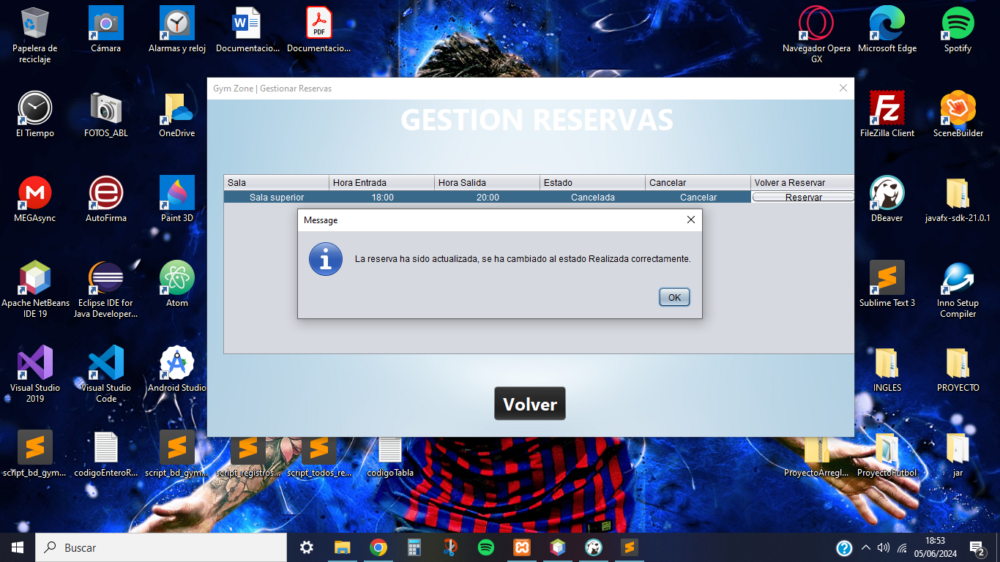 Papelera de
reciclaje
Cámara
Alarmas y reloj
W
Documentacio...
PDF
Documentacio...
Navegador Opera
GX
Microsoft Edge
Spotify
El Tiempo
FOTOS_ABL
OneDrive
Fz
FileZilla Client
SceneBuilder
MEGAsync
AutoFirma
Paint 3D
DBeaver
javafx-sdk-21.0.1
Apache NetBeans
IDE 19
Eclipse IDE for
Java Developer...
Atom
Sublime Text 3
Inno Setup
Compiler
Visual Studio
2019
Visual Studio
Code
Android Studio
INGLES
PROYECTO
script_bd_gym...
codigoEnteroR...
script_bd_gym...
script_registros...
script_todos_re...
codigoTabla
ProyectoArregl...
ProyectoFutbol
jar
Gym Zone | Gestionar Reservas
GESTION RESERVAS
Sala Hora Entrada Hora Salida Estado Cancelar Volver a Reservar
Sala superior 18:00 20:00 Cancelada Cancelar Reservar
Message
La reserva ha sido actualizada, se ha cambiado al estado Realizada correctamente.
OK
Volver
Buscar
18:53
05/06/2024
2